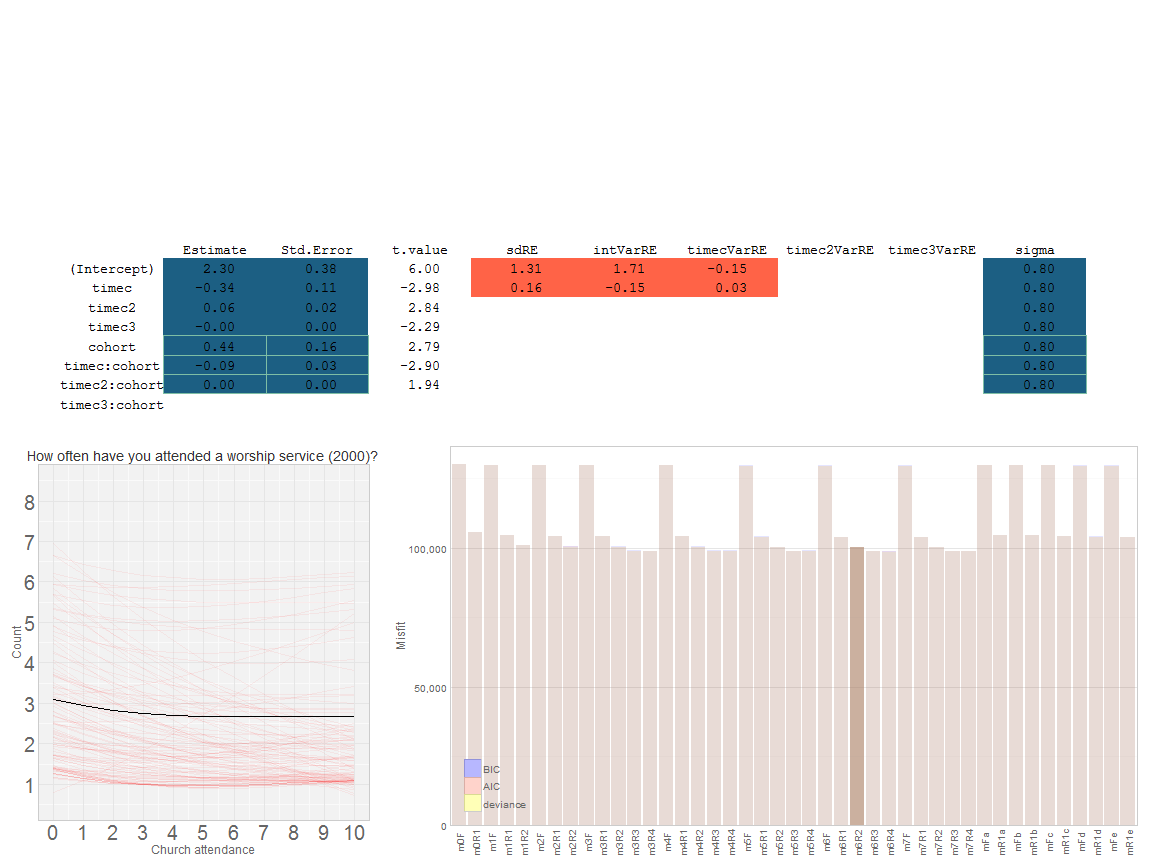 Estimate Std.Error t.value sdRE intVarRE timecVarRE timec2VarRE timec3VarRE sigma
(Intercept) 2.30 0.38 6.00 1.31 1.71 -0.15 0.80
timec -0.34 0.11 -2.98 0.16 -0.15 0.03 0.80
timec2 0.06 0.02 2.84 0.80
timec3 -0.00 0.00 -2.29 0.80
cohort 0.44 0.16 2.79 0.80
timec:cohort -0.09 0.03 -2.90 0.80
timec2:cohort 0.00 0.00 1.94 0.80
timec3:cohort
How often have you attended a worship service (2000)?
Count
8
7
6
5
4
3
2
1
0 1 2 3 4 5 6 7 8 9 10
Church attendance
Misfit
100,000
50,000
0
BIC
AIC
deviance
m0F m0R1 m1F m1R1 m1R2 m2F m2R1 m2R2 m3F m3R1 m3R2 m3R3 m3R4 m4F m4R1 m4R2 m4R3 m4R4 m5F m5R1 m5R2 m5R3 m5R4 m6F m6R1 m6R2 m6R3 m6R4 m7F m7R1 m7R2 m7R3 m7R4 mFa mR1a mFb mR1b mFc mR1c mFd mR1d mFe mR1e